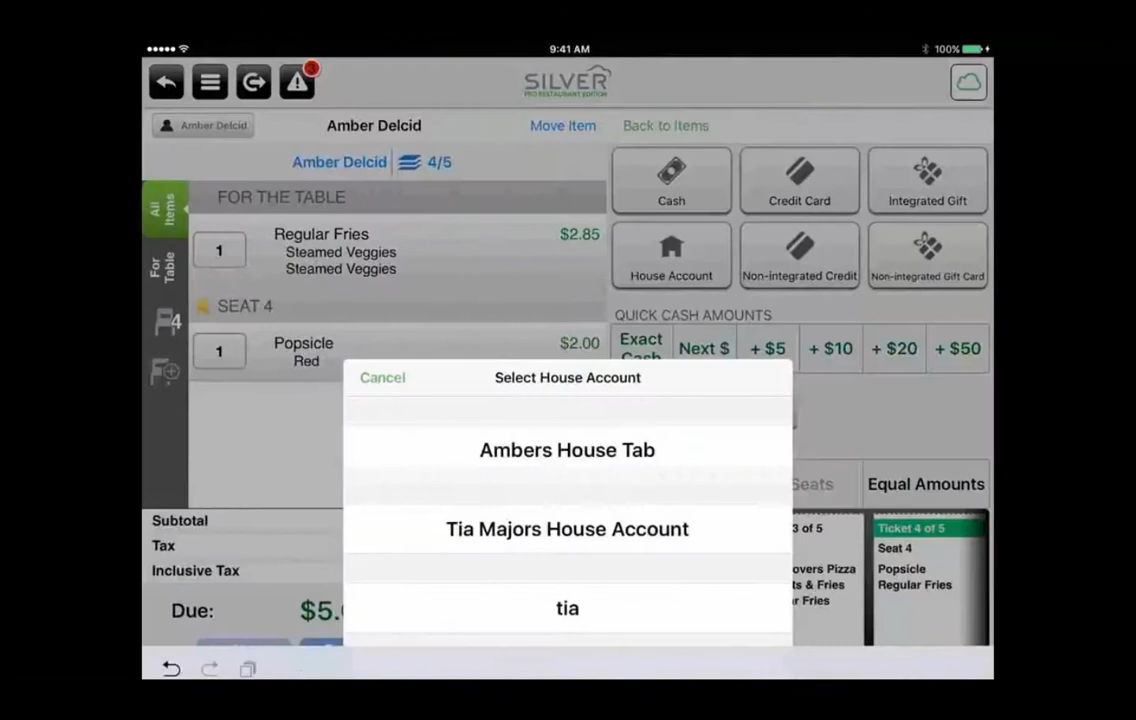 9:41 AM
100%
3
SILVER
PRO RESTAURANT EDITION
Amber Delcid
Amber Delcid
Move Item
Back to Items
Amber Delcid
4/5
All Items
For Table
4
FOR THE TABLE
1
Regular Fries
$2.85
Steamed Veggies
Steamed Veggies
SEAT 4
1
Popsicle
$2.00
Red
Cash
Credit Card
Integrated Gift
House Account
Non-integrated Credit
Non-integrated Gift Card
QUICK CASH AMOUNTS
Exact Cash
Next $
+ $5
+ $10
+ $20
+ $50
Cancel
Select House Account
Ambers House Tab
Tia Majors House Account
tia
Seats
Equal Amounts
3 of 5
overs Pizza
ts & Fries
r Fries
Ticket 4 of 5
Seat 4
Popsicle
Regular Fries
Subtotal
Tax
Inclusive Tax
Due:
$5.